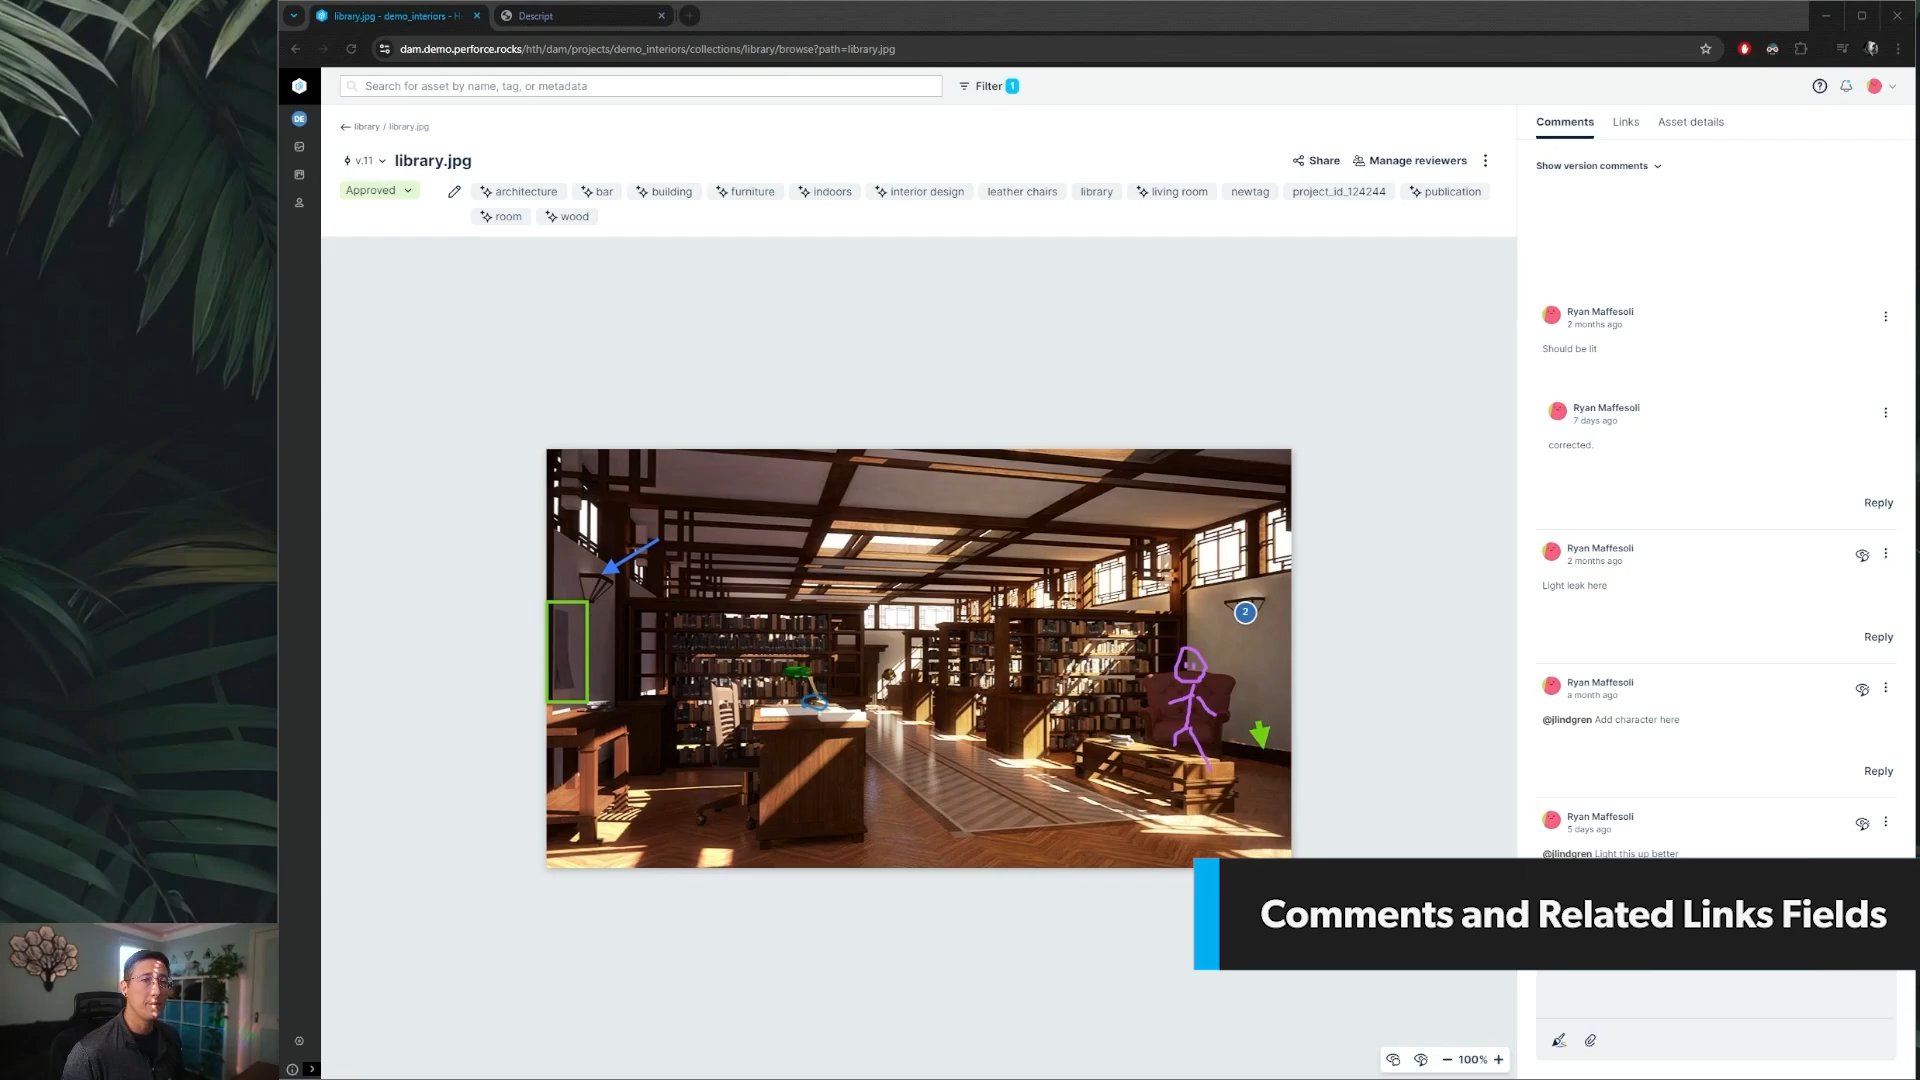 library.jpg - demo_interiors - H
Descript
dam.demo.perforce.rocks/hth/dam/projects/demo_interiors/collections/library/browse?path=library.jpg
Search for asset by name, tag, or metadata
Filter 1
DE
library / library.jpg
v.11 library.jpg
Share Manage reviewers
Approved
architecture bar building furniture indoors interior design leather chairs library living room newtag project_id_124244 publication
room wood
Comments Links Asset details
Show version comments
Ryan Maffesoli
2 months ago
Should be lit
Ryan Maffesoli
7 days ago
corrected.
Reply
Ryan Maffesoli
2 months ago
Light leak here
Reply
Ryan Maffesoli
a month ago
@jlindgren Add character here
Reply
Ryan Maffesoli
5 days ago
@jlindgren Light this up better
2
Comments and Related Links Fields
100%